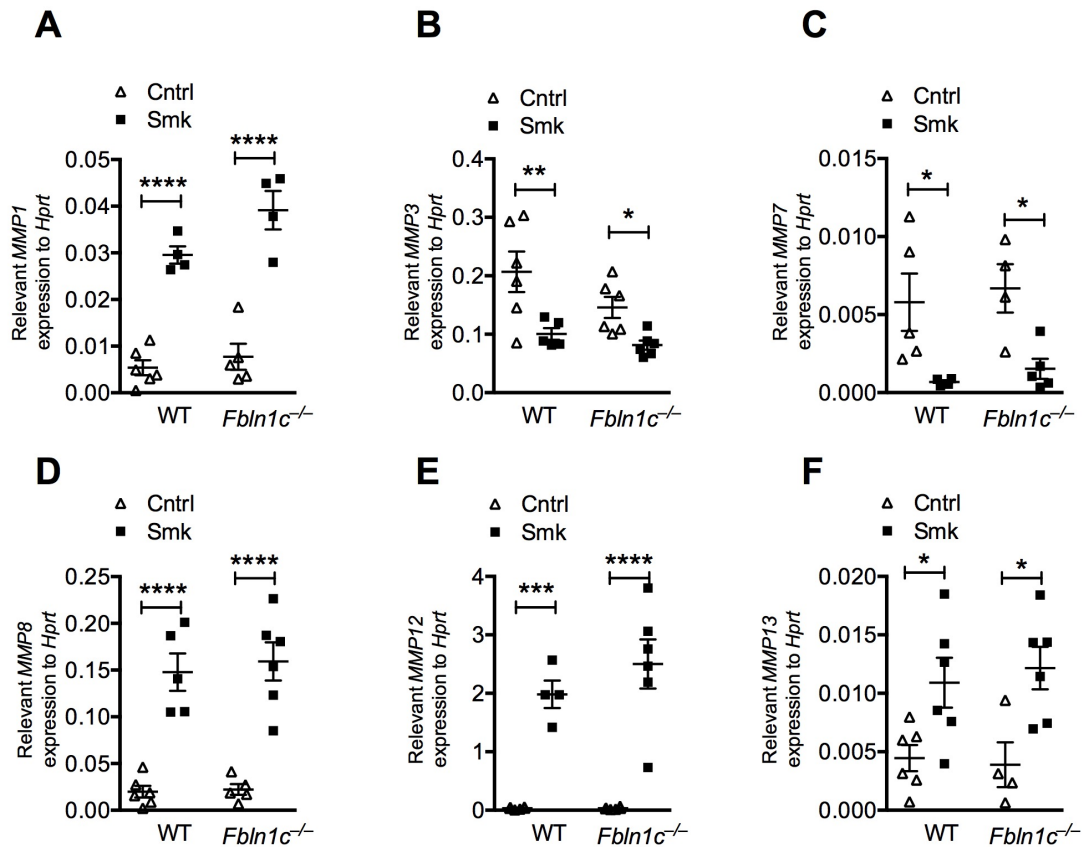 A
Cntrl
Smk
****
****
0.05
0.04
0.03
0.02
0.01
0.00
Relevant MMP1
expression to Hprt
WT
Fbln1c–/–
B
Cntrl
Smk
**
*
0.4
0.3
0.2
0.1
0.0
Relevant MMP3
expression to Hprt
WT
Fbln1c–/–
C
Cntrl
Smk
*
*
0.015
0.010
0.005
0.000
Relevant MMP7
expression to Hprt
WT
Fbln1c–/–
D
Cntrl
Smk
****
****
0.25
0.20
0.15
0.10
0.05
0.00
Relevant MMP8
expression to Hprt
WT
Fbln1c–/–
E
Cntrl
Smk
***
****
4
3
2
1
0
Relevant MMP12
expression to Hprt
WT
Fbln1c–/–
F
Cntrl
Smk
*
*
0.020
0.015
0.010
0.005
0.000
Relevant MMP13
expression to Hprt
WT
Fbln1c–/–